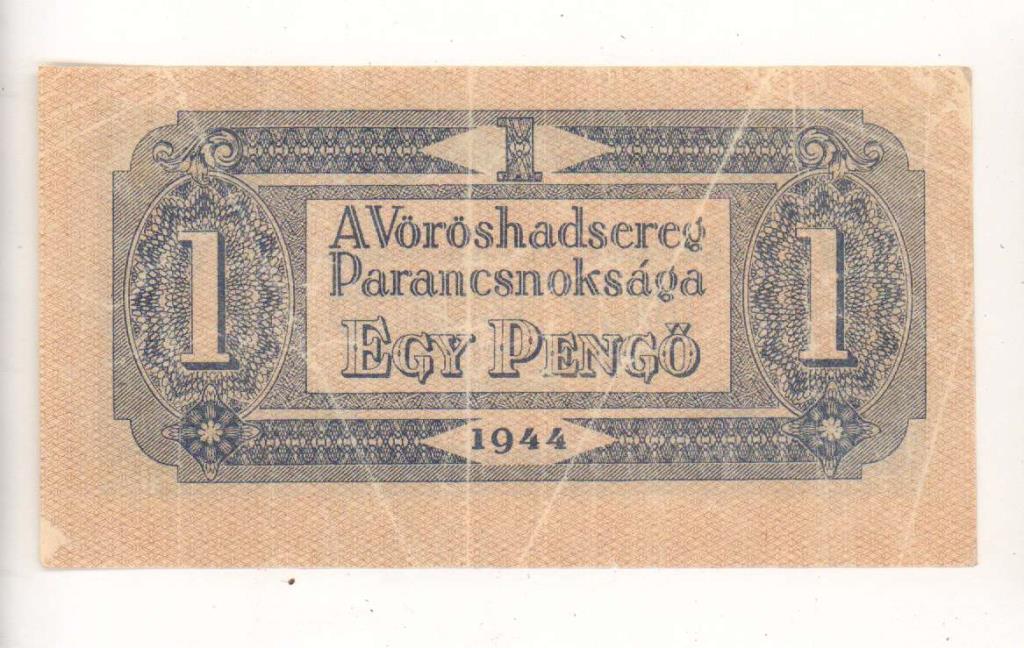 1
A Vöröshadsereg
Parancsnoksága
1
EGY PENGŐ
1
1944